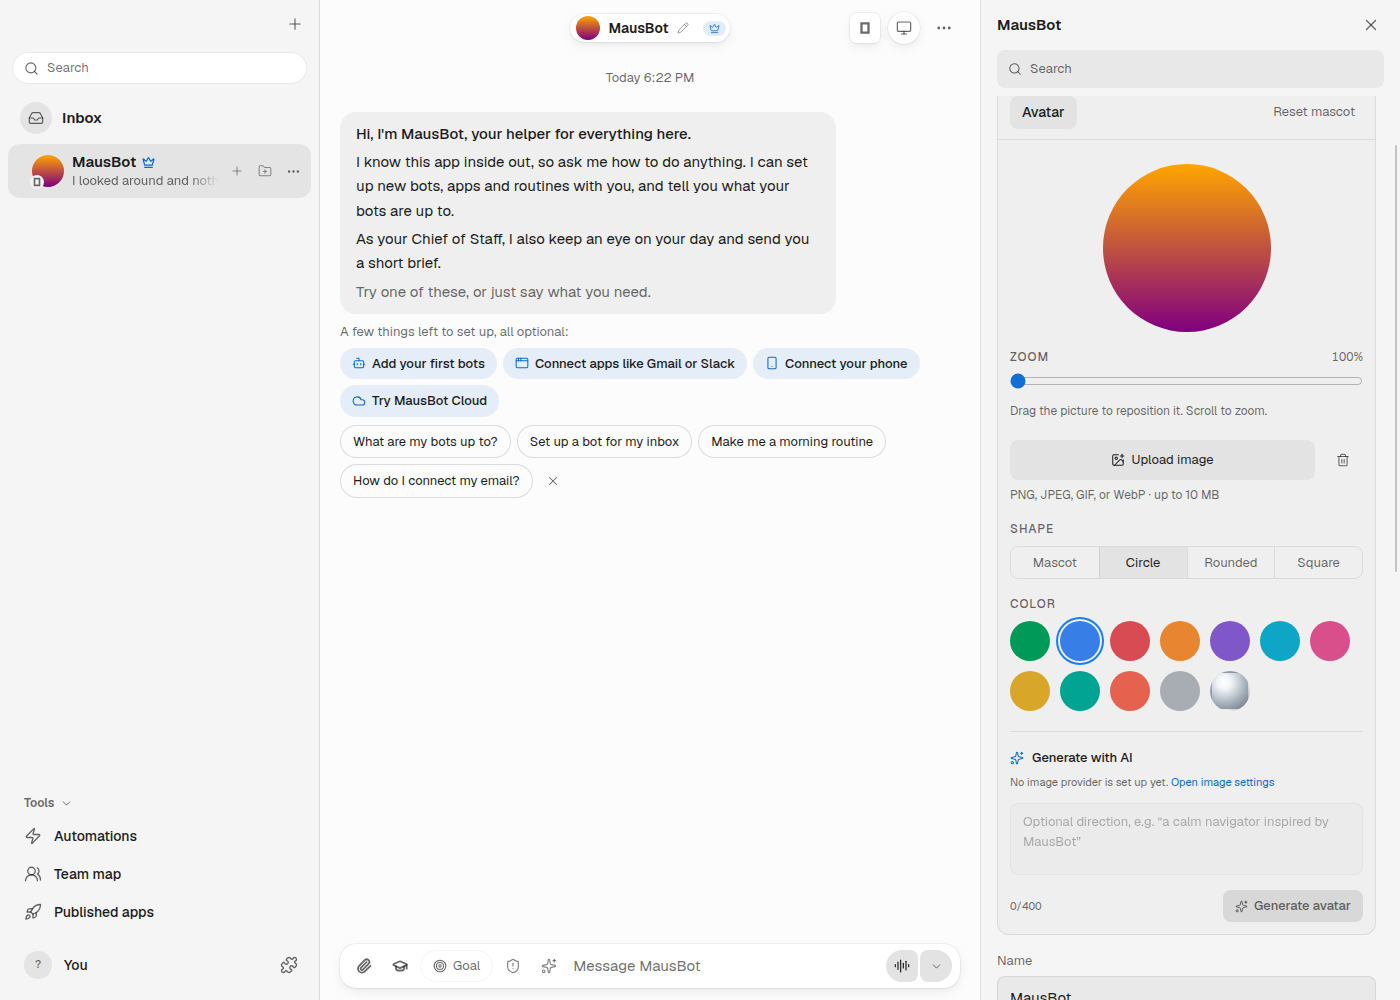 Search
Inbox
MausBot
I looked around and noth
Tools
Automations
Team map
Published apps
?
You
MausBot
Today 6:22 PM
Hi, I'm MausBot, your helper for everything here.
I know this app inside out, so ask me how to do anything. I can set
up new bots, apps and routines with you, and tell you what your
bots are up to.
As your Chief of Staff, I also keep an eye on your day and send you
a short brief.
Try one of these, or just say what you need.
A few things left to set up, all optional:
Add your first bots
Connect apps like Gmail or Slack
Connect your phone
Try MausBot Cloud
What are my bots up to?
Set up a bot for my inbox
Make me a morning routine
How do I connect my email?
Goal
Message MausBot
MausBot
Search
Avatar
Reset mascot
ZOOM
100%
Drag the picture to reposition it. Scroll to zoom.
Upload image
PNG, JPEG, GIF, or WebP · up to 10 MB
SHAPE
Mascot
Circle
Rounded
Square
COLOR
Generate with AI
No image provider is set up yet. Open image settings
Optional direction, e.g. “a calm navigator inspired by
MausBot”
0/400
Generate avatar
Name
MausBot